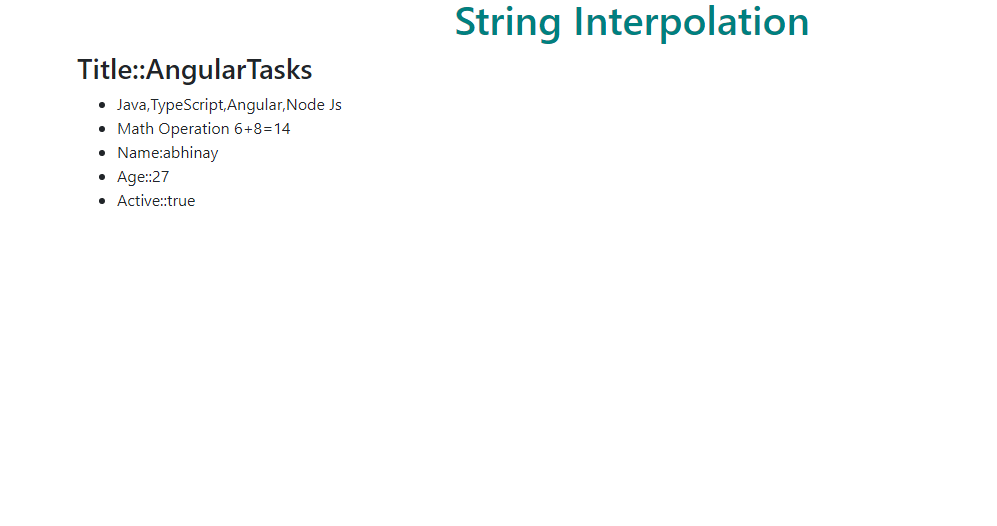 String Interpolation
Title::AngularTasks
Java,TypeScript,Angular,Node Js
Math Operation 6+8=14
Name:abhinay
Age::27
Active::true